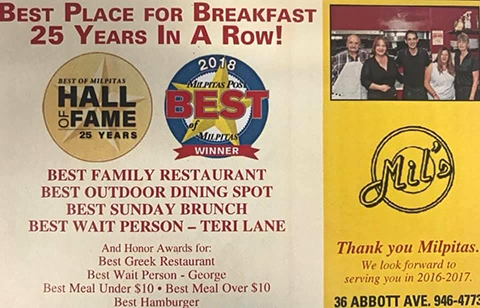 BEST PLACE FOR BREAKFAST
25 YEARS IN A ROW!
BEST OF MILPITAS
HALL
OF FAME
25 YEARS
2018
MILPITAS POST
BEST
of
MILPITAS
WINNER
BEST FAMILY RESTAURANT
BEST OUTDOOR DINING SPOT
BEST SUNDAY BRUNCH
BEST WAIT PERSON – TERI LANE
And Honor Awards for:
Best Greek Restaurant
Best Wait Person - George
Best Meal Under $10 • Best Meal Over $10
Best Hamburger
Mil's
Thank you Milpitas.
We look forward to
serving you in 2016-2017.
36 ABBOTT AVE. 946-4773